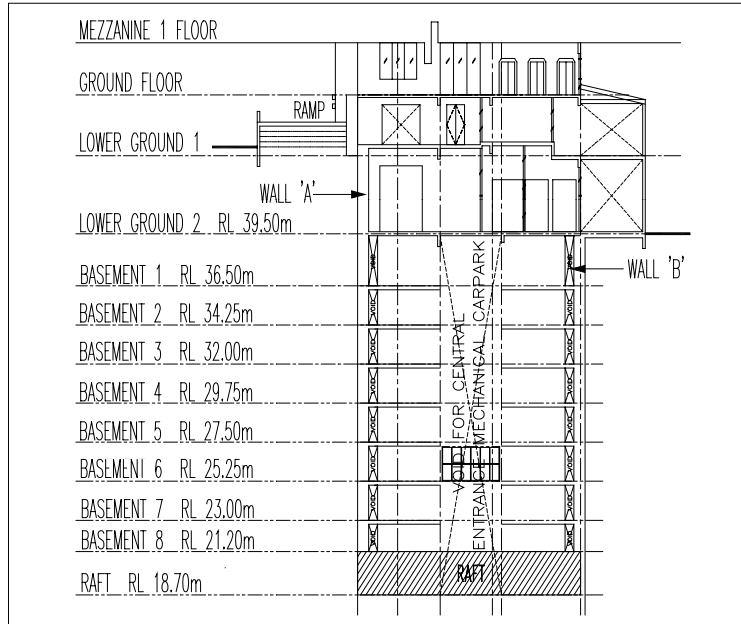 MEZZANINE 1 FLOOR
GROUND FLOOR
RAMP
LOWER GROUND 1
WALL 'A'
LOWER GROUND 2 RL 39.50m
BASEMENT 1 RL 36.50m
WALL 'B'
BASEMENT 2 RL 34.25m
BASEMENT 3 RL 32.00m
BASEMENT 4 RL 29.75m
BASEMENT 5 RL 27.50m
BASEMENT 6 RL 25.25m
BASEMENT 7 RL 23.00m
BASEMENT 8 RL 21.20m
VOID FOR CENTRAL
ENTRANCE MECHANICAL CARPARK
RAFT
RAFT RL 18.70m